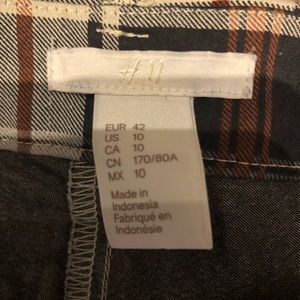 H&M
EUR 42
US 10
CA 10
CN 170/80A
MX 10
Made in
Indonesia
Fabriqué en
Indonésie